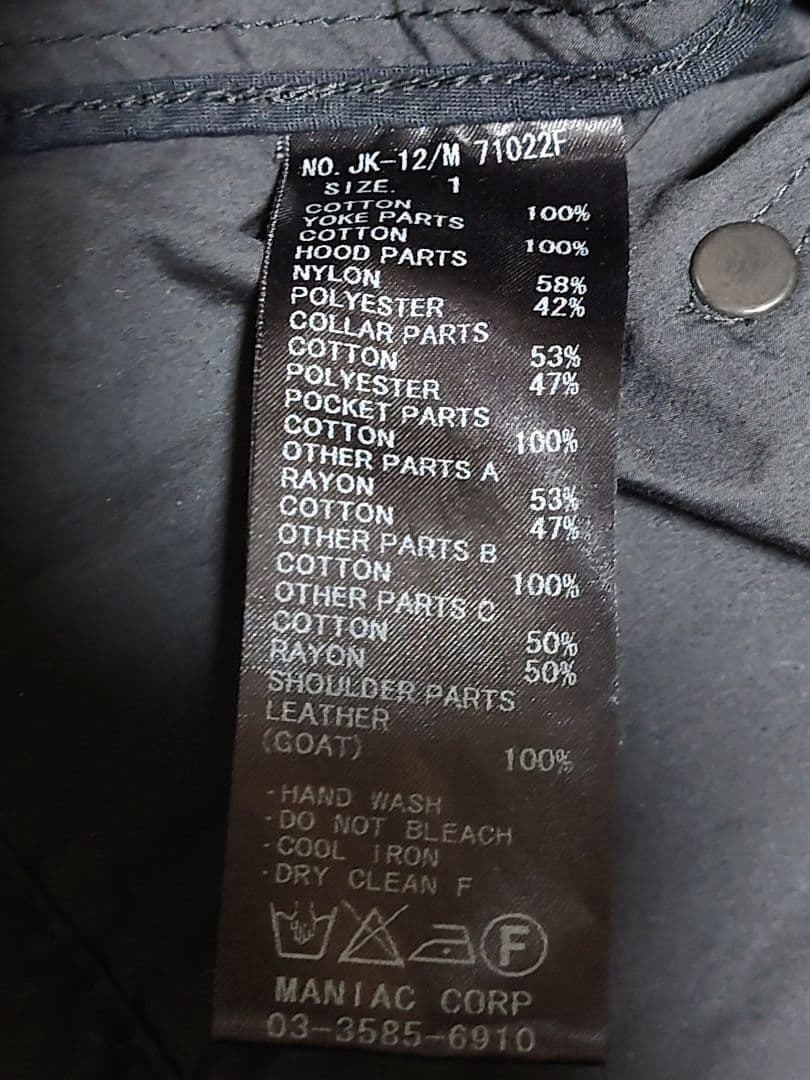 NO. JK-12/M 71022F
SIZE. 1
COTTON 100%
YOKE PARTS
COTTON 100%
HOOD PARTS
NYLON 58%
POLYESTER 42%
COLLAR PARTS
COTTON 53%
POLYESTER 47%
POCKET PARTS
COTTON 100%
OTHER PARTS A
RAYON 53%
COTTON 47%
OTHER PARTS B
COTTON 100%
OTHER PARTS C
COTTON 50%
RAYON 50%
SHOULDER PARTS
LEATHER
(GOAT) 100%
·HAND WASH
·DO NOT BLEACH
·COOL IRON
·DRY CLEAN F
F
MANIAC CORP
03-3585-6910